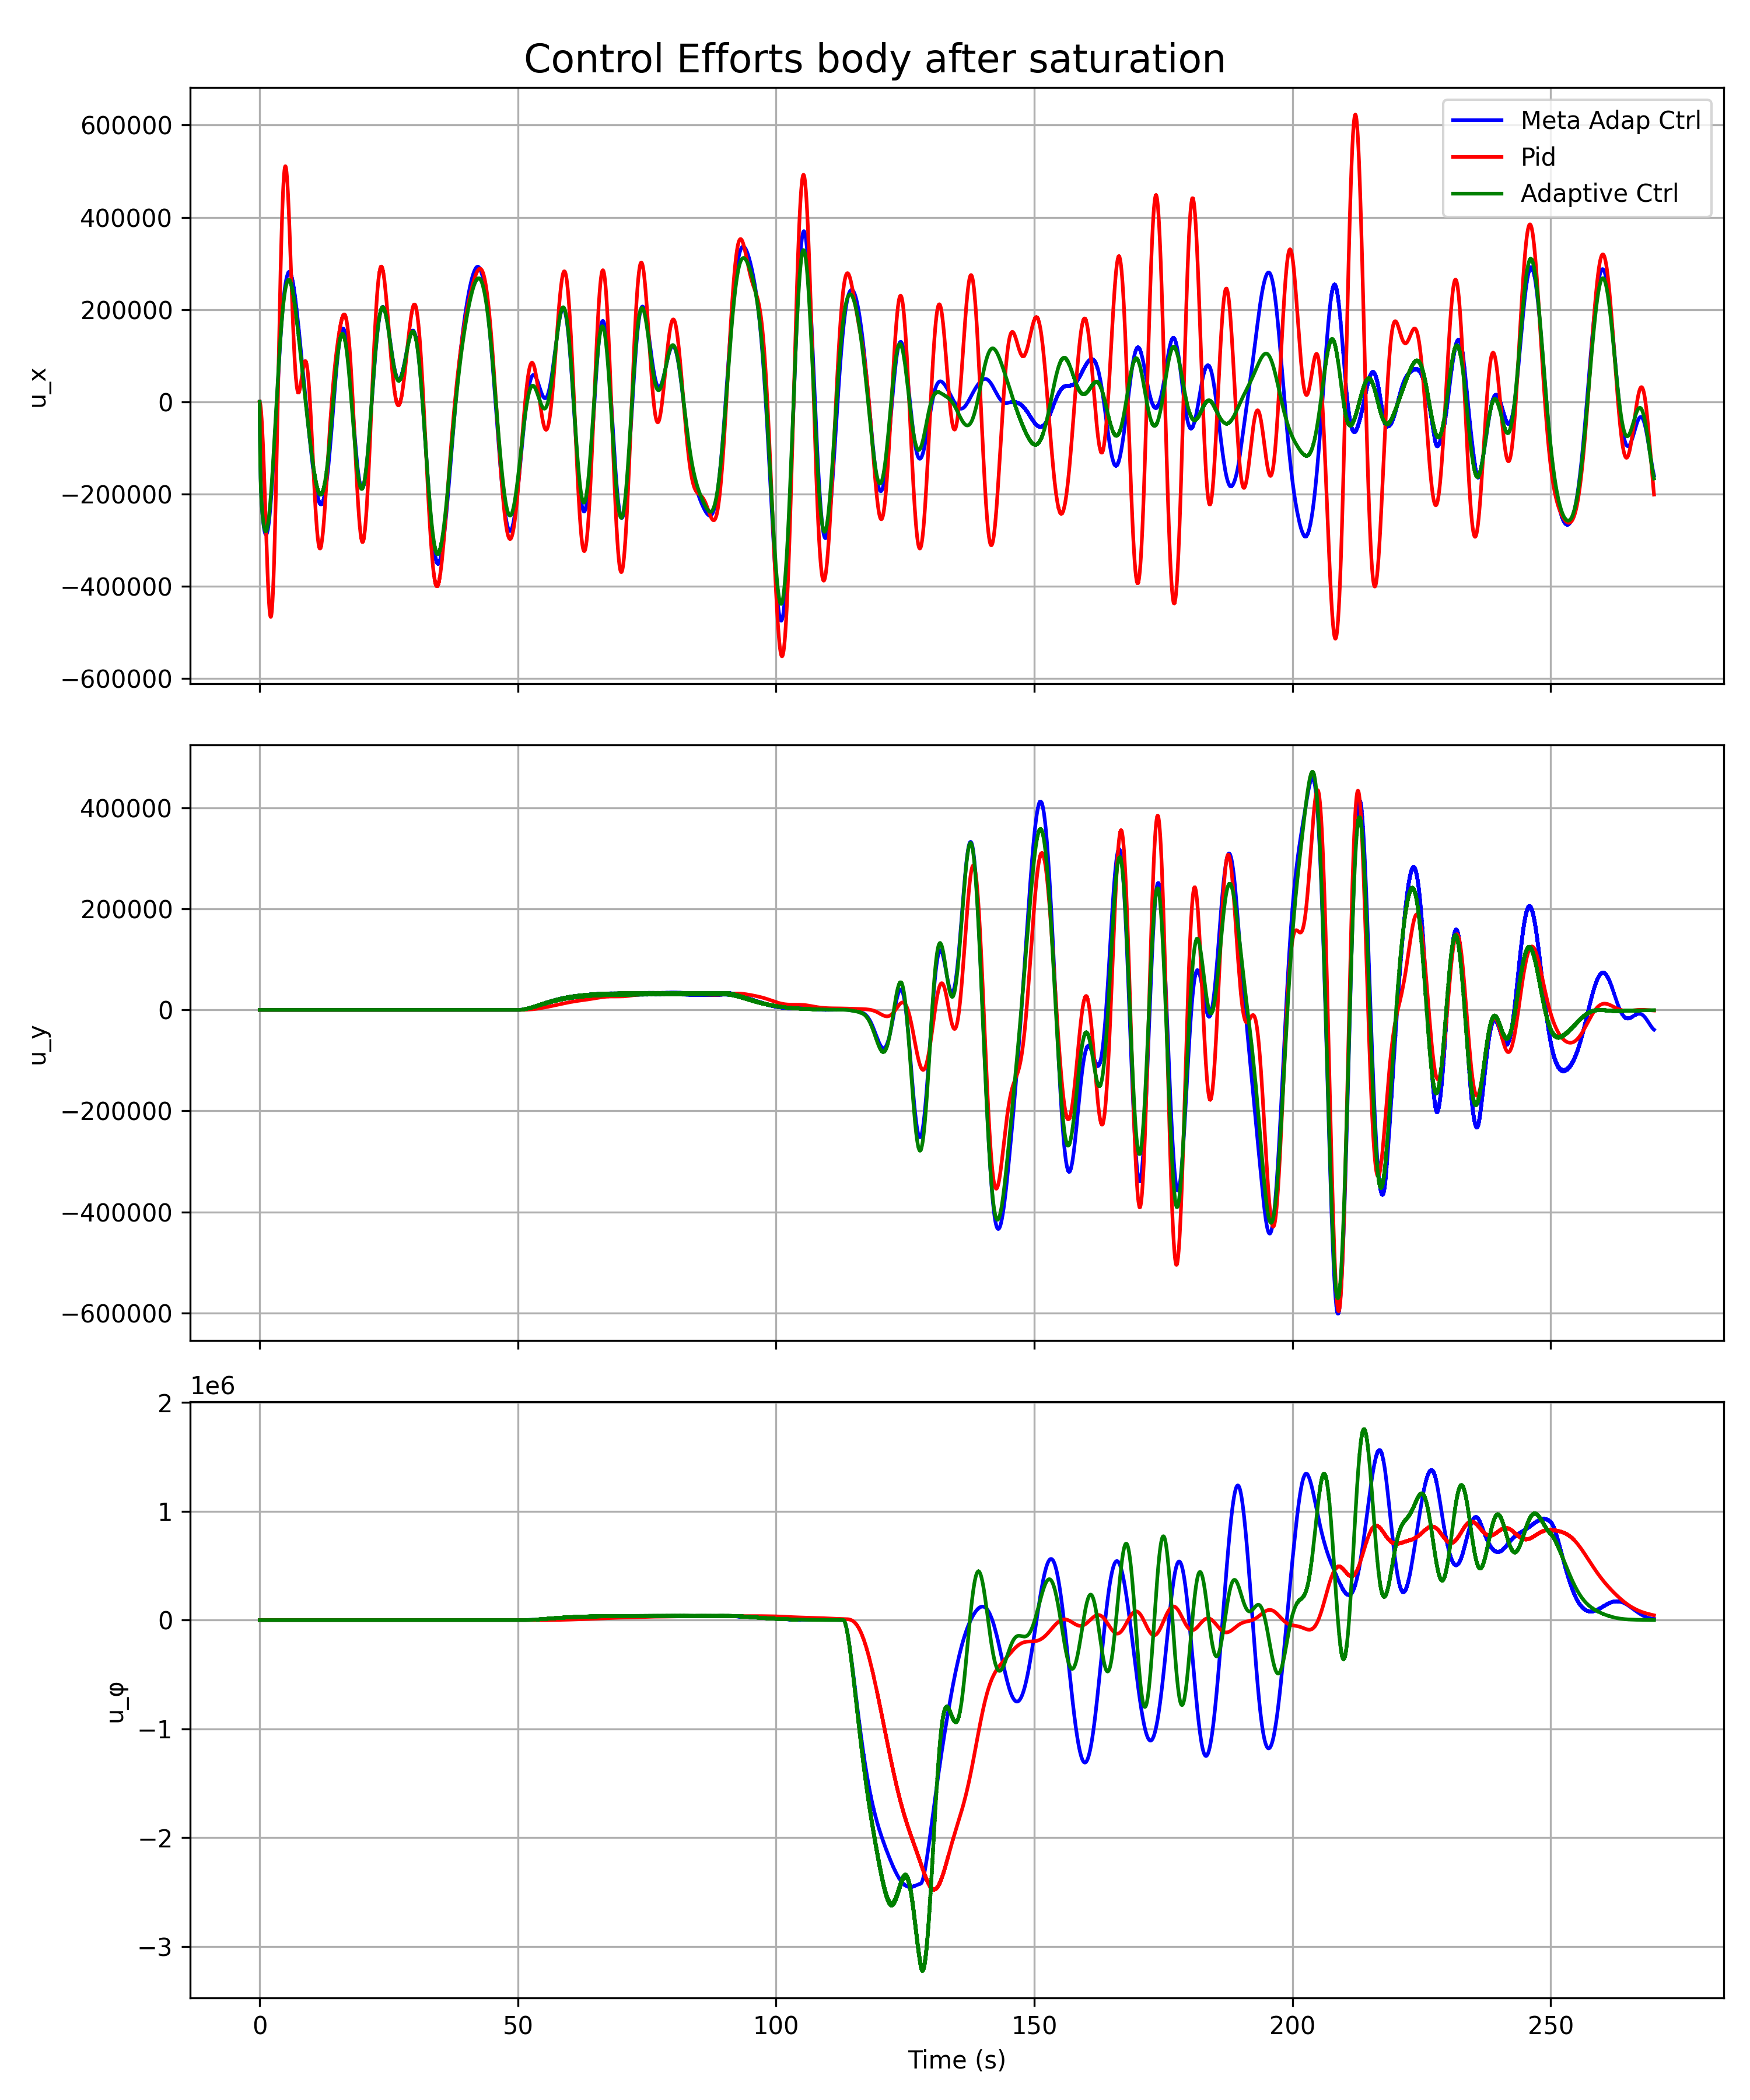 Control Efforts body after saturation
600000
400000
200000
0
−200000
−400000
−600000
u_x
Meta Adap Ctrl
Pid
Adaptive Ctrl
400000
200000
0
−200000
−400000
−600000
u_y
1e6
2
1
0
−1
−2
−3
u_φ
0 50 100 150 200 250
Time (s)